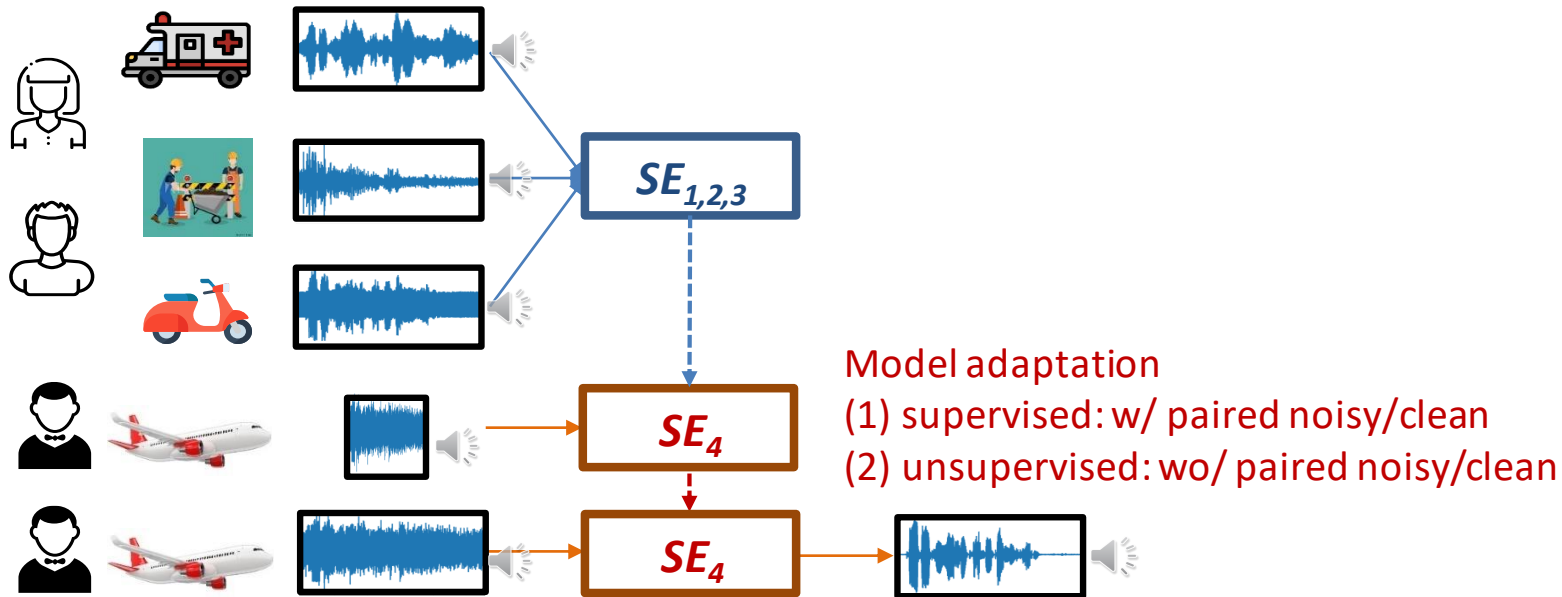 SE1,2,3
SE4
Model adaptation
(1) supervised: w/ paired noisy/clean
(2) unsupervised: wo/ paired noisy/clean
SE4